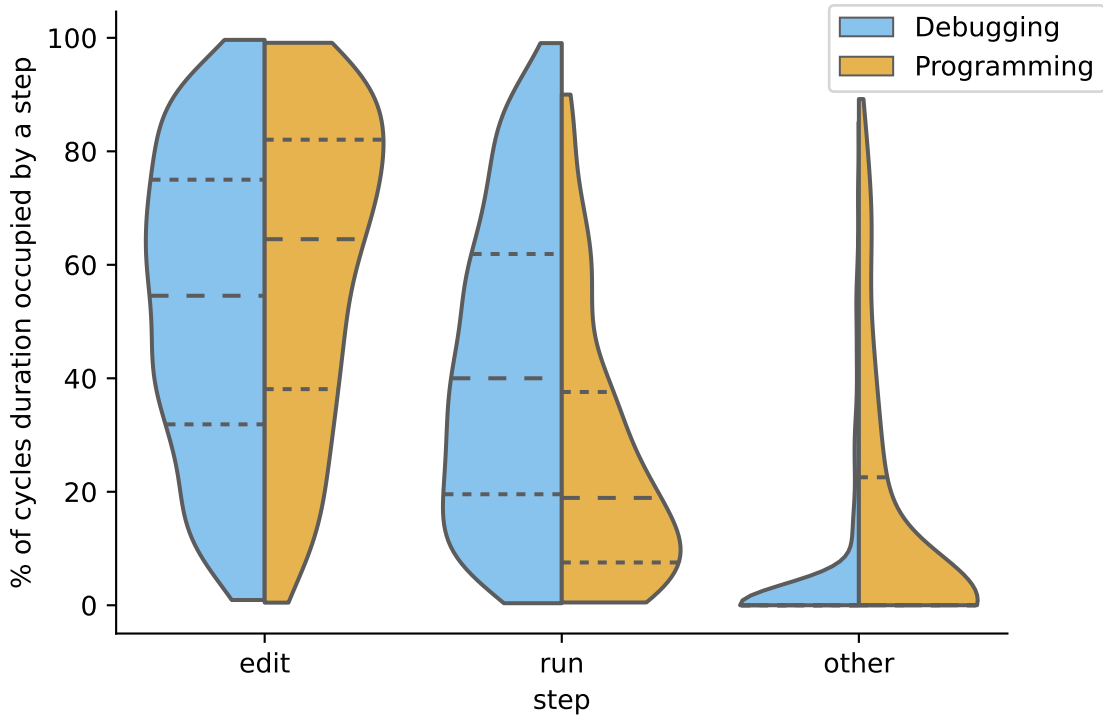 Debugging
Programming
% of cycles duration occupied by a step
100
80
60
40
20
0
edit
run
other
step